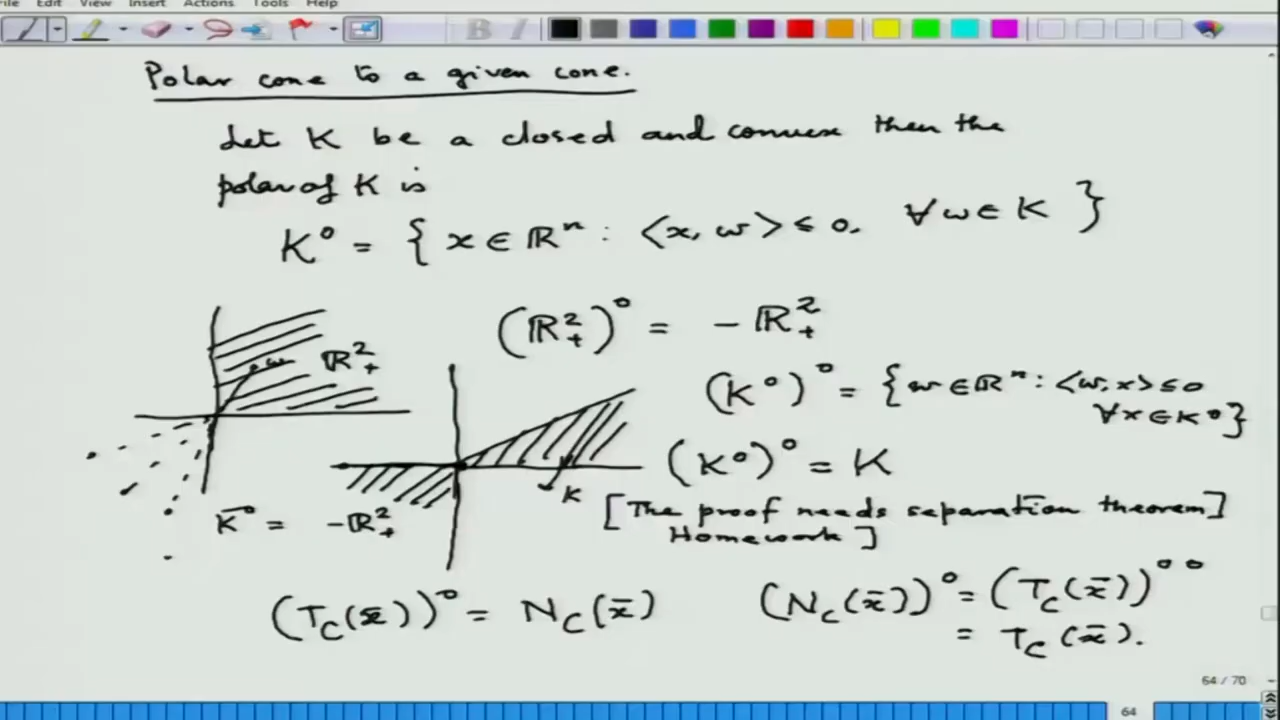 File Edit View Insert Actions Tools Help
Polar cone to a given cone.
Let K be a closed and convex then the
polar of K is
K° = { x ∈ ℝⁿ : ⟨x, w⟩ ≤ 0, ∀w ∈ K }
(ℝ²₊)° = − ℝ²₊
w ℝ²₊
(K°)° = { w ∈ ℝⁿ : ⟨w, x⟩ ≤ 0
∀x ∈ K° }
(K°)° = K
K
[The proof needs separation theorem]
Homework]
K° = −ℝ²₊
(T_C(x̄))° = N_C(x̄)
(N_C(x̄))° = (T_C(x̄))°°
= T_C(x̄).
64 / 70
64